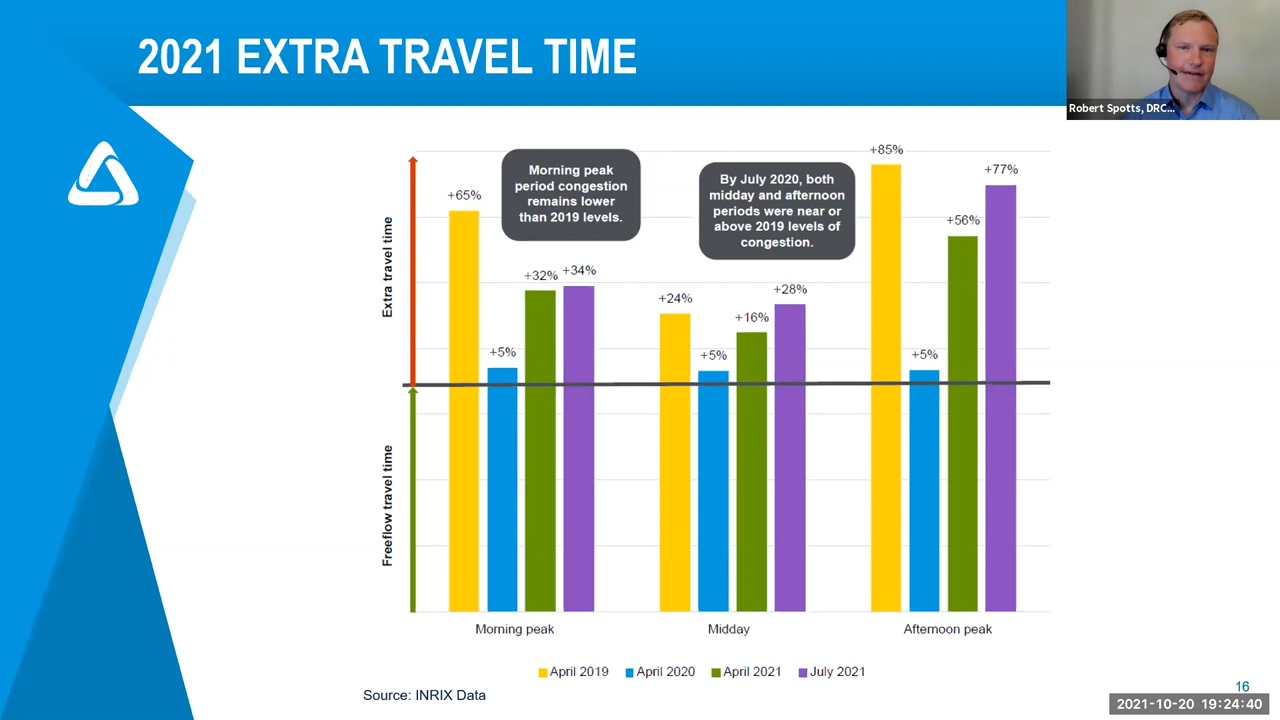 2021 EXTRA TRAVEL TIME
Robert Spotts, DRC...
Extra travel time
Freeflow travel time
+65%
+5%
+32%
+34%
Morning peak
period congestion
remains lower
than 2019 levels.
+24%
+5%
+16%
+28%
By July 2020, both
midday and afternoon
periods were near or
above 2019 levels of
congestion.
+85%
+5%
+56%
+77%
Morning peak
Midday
Afternoon peak
April 2019
April 2020
April 2021
July 2021
Source: INRIX Data
16
2021-10-20 19:24:40